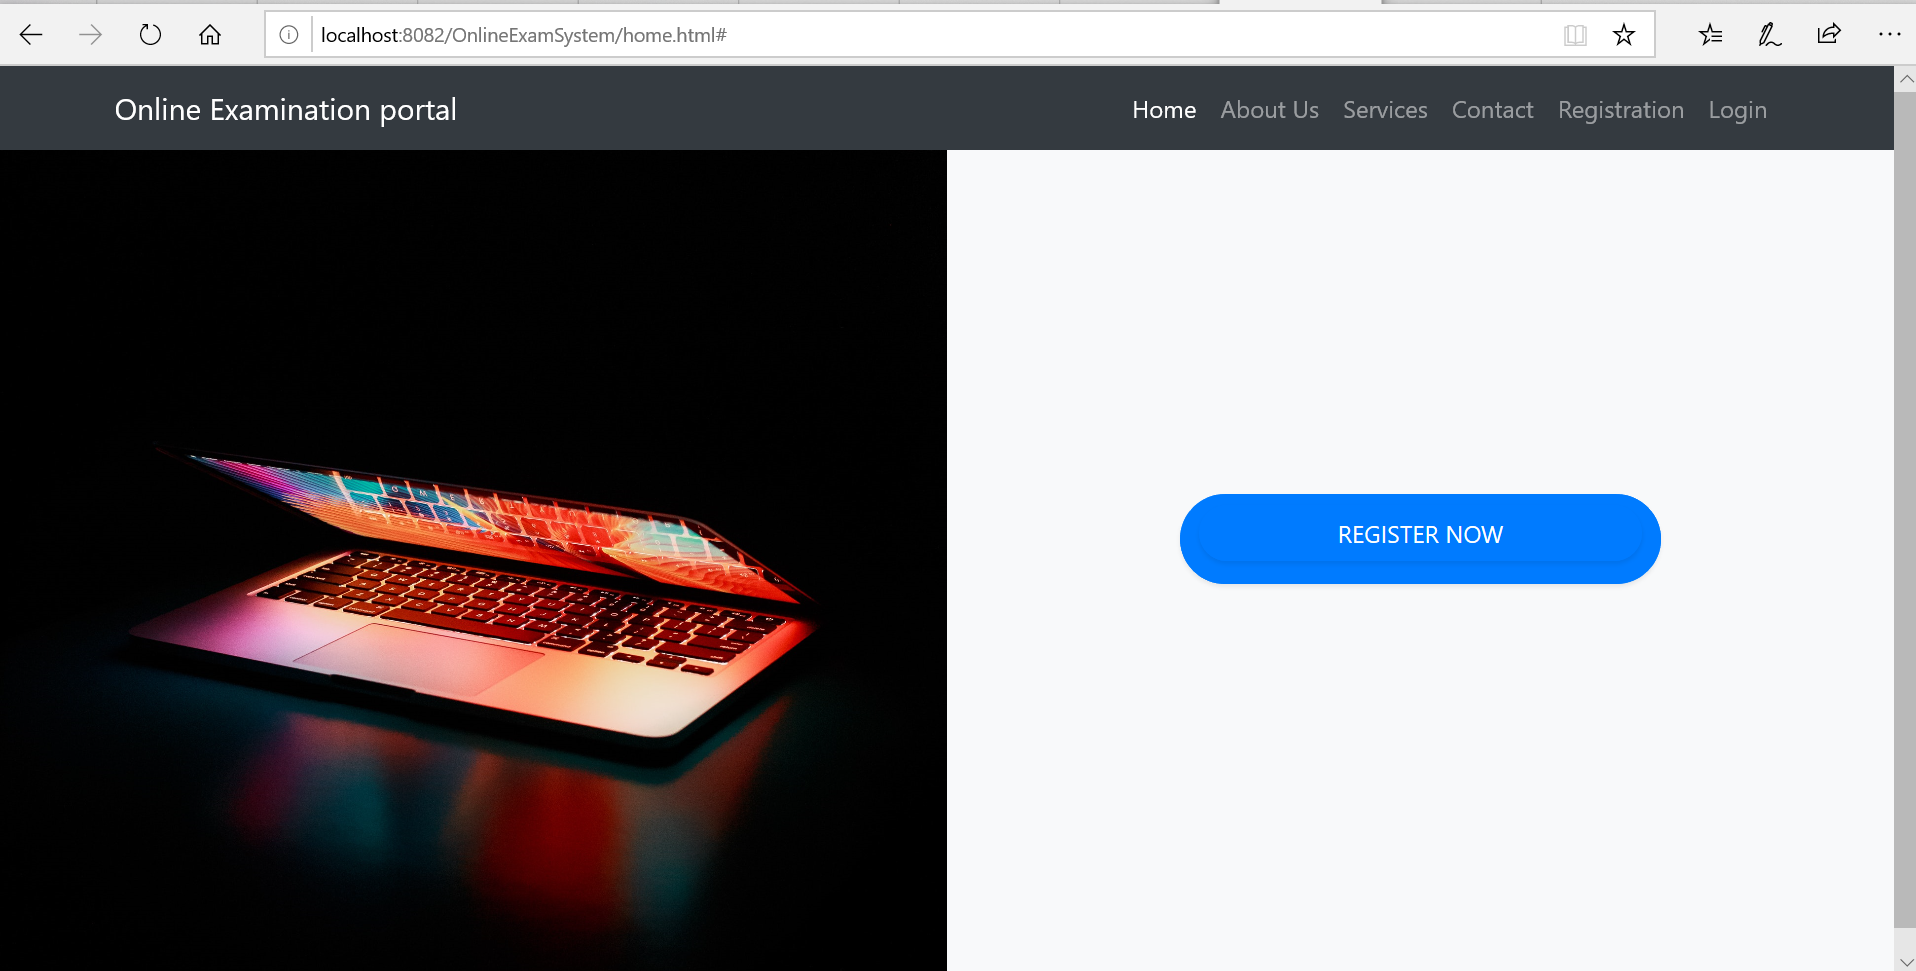 localhost:8082/OnlineExamSystem/home.html#
Online Examination portal
Home About Us Services Contact Registration Login
REGISTER NOW